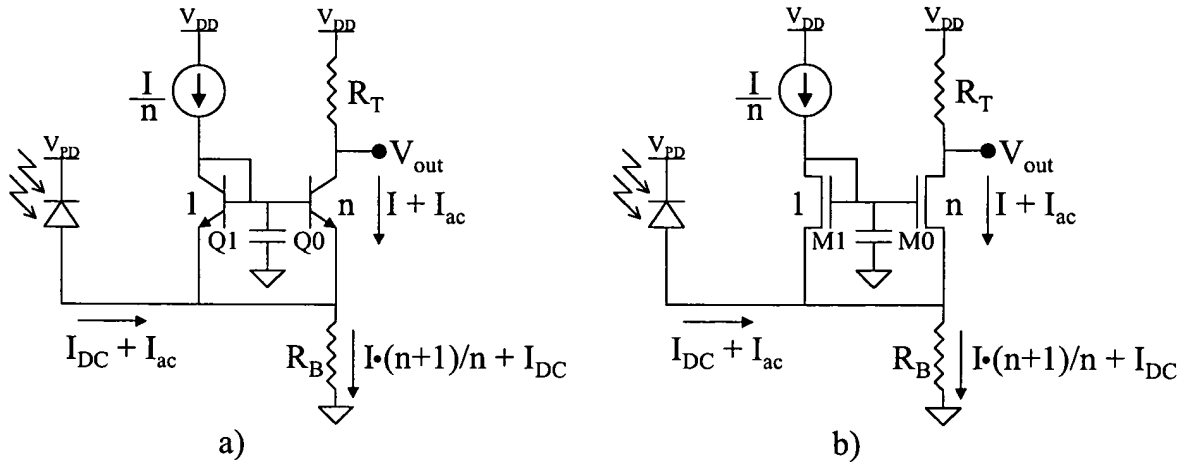 V_DD V_DD
I/n
R_T
V_PD
V_out
1 n
I + I_ac
Q1 Q0
I_DC + I_ac
R_B
I•(n+1)/n + I_DC
a)
V_DD V_DD
I/n
R_T
V_PD
V_out
1 n
I + I_ac
M1 M0
I_DC + I_ac
R_B
I•(n+1)/n + I_DC
b)